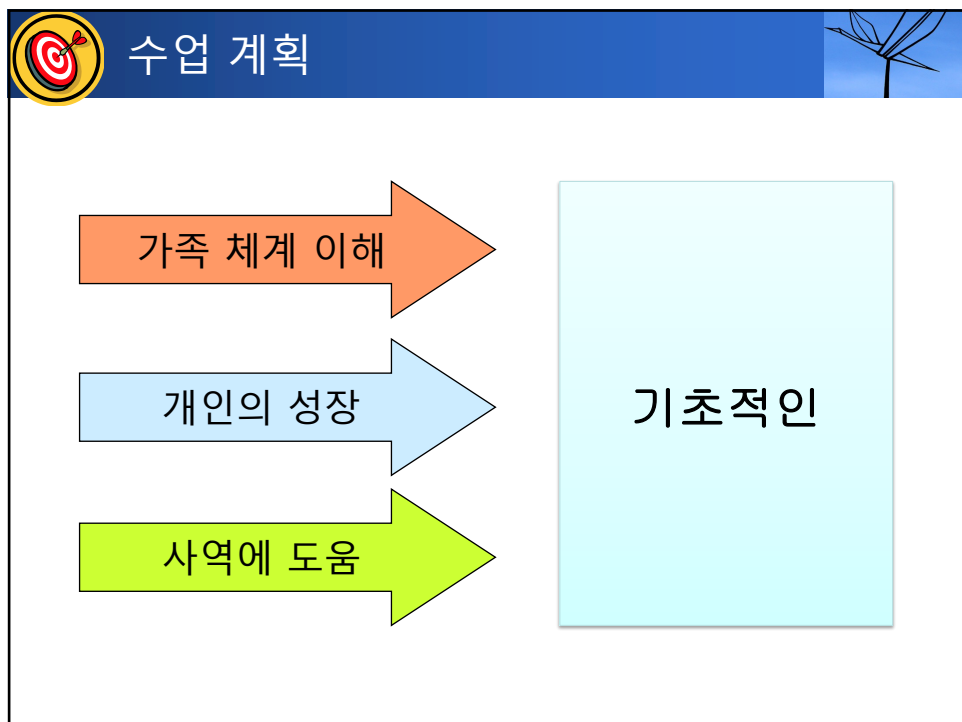 수업 계획
가족 체계 이해
개인의 성장
사역에 도움
기초적인